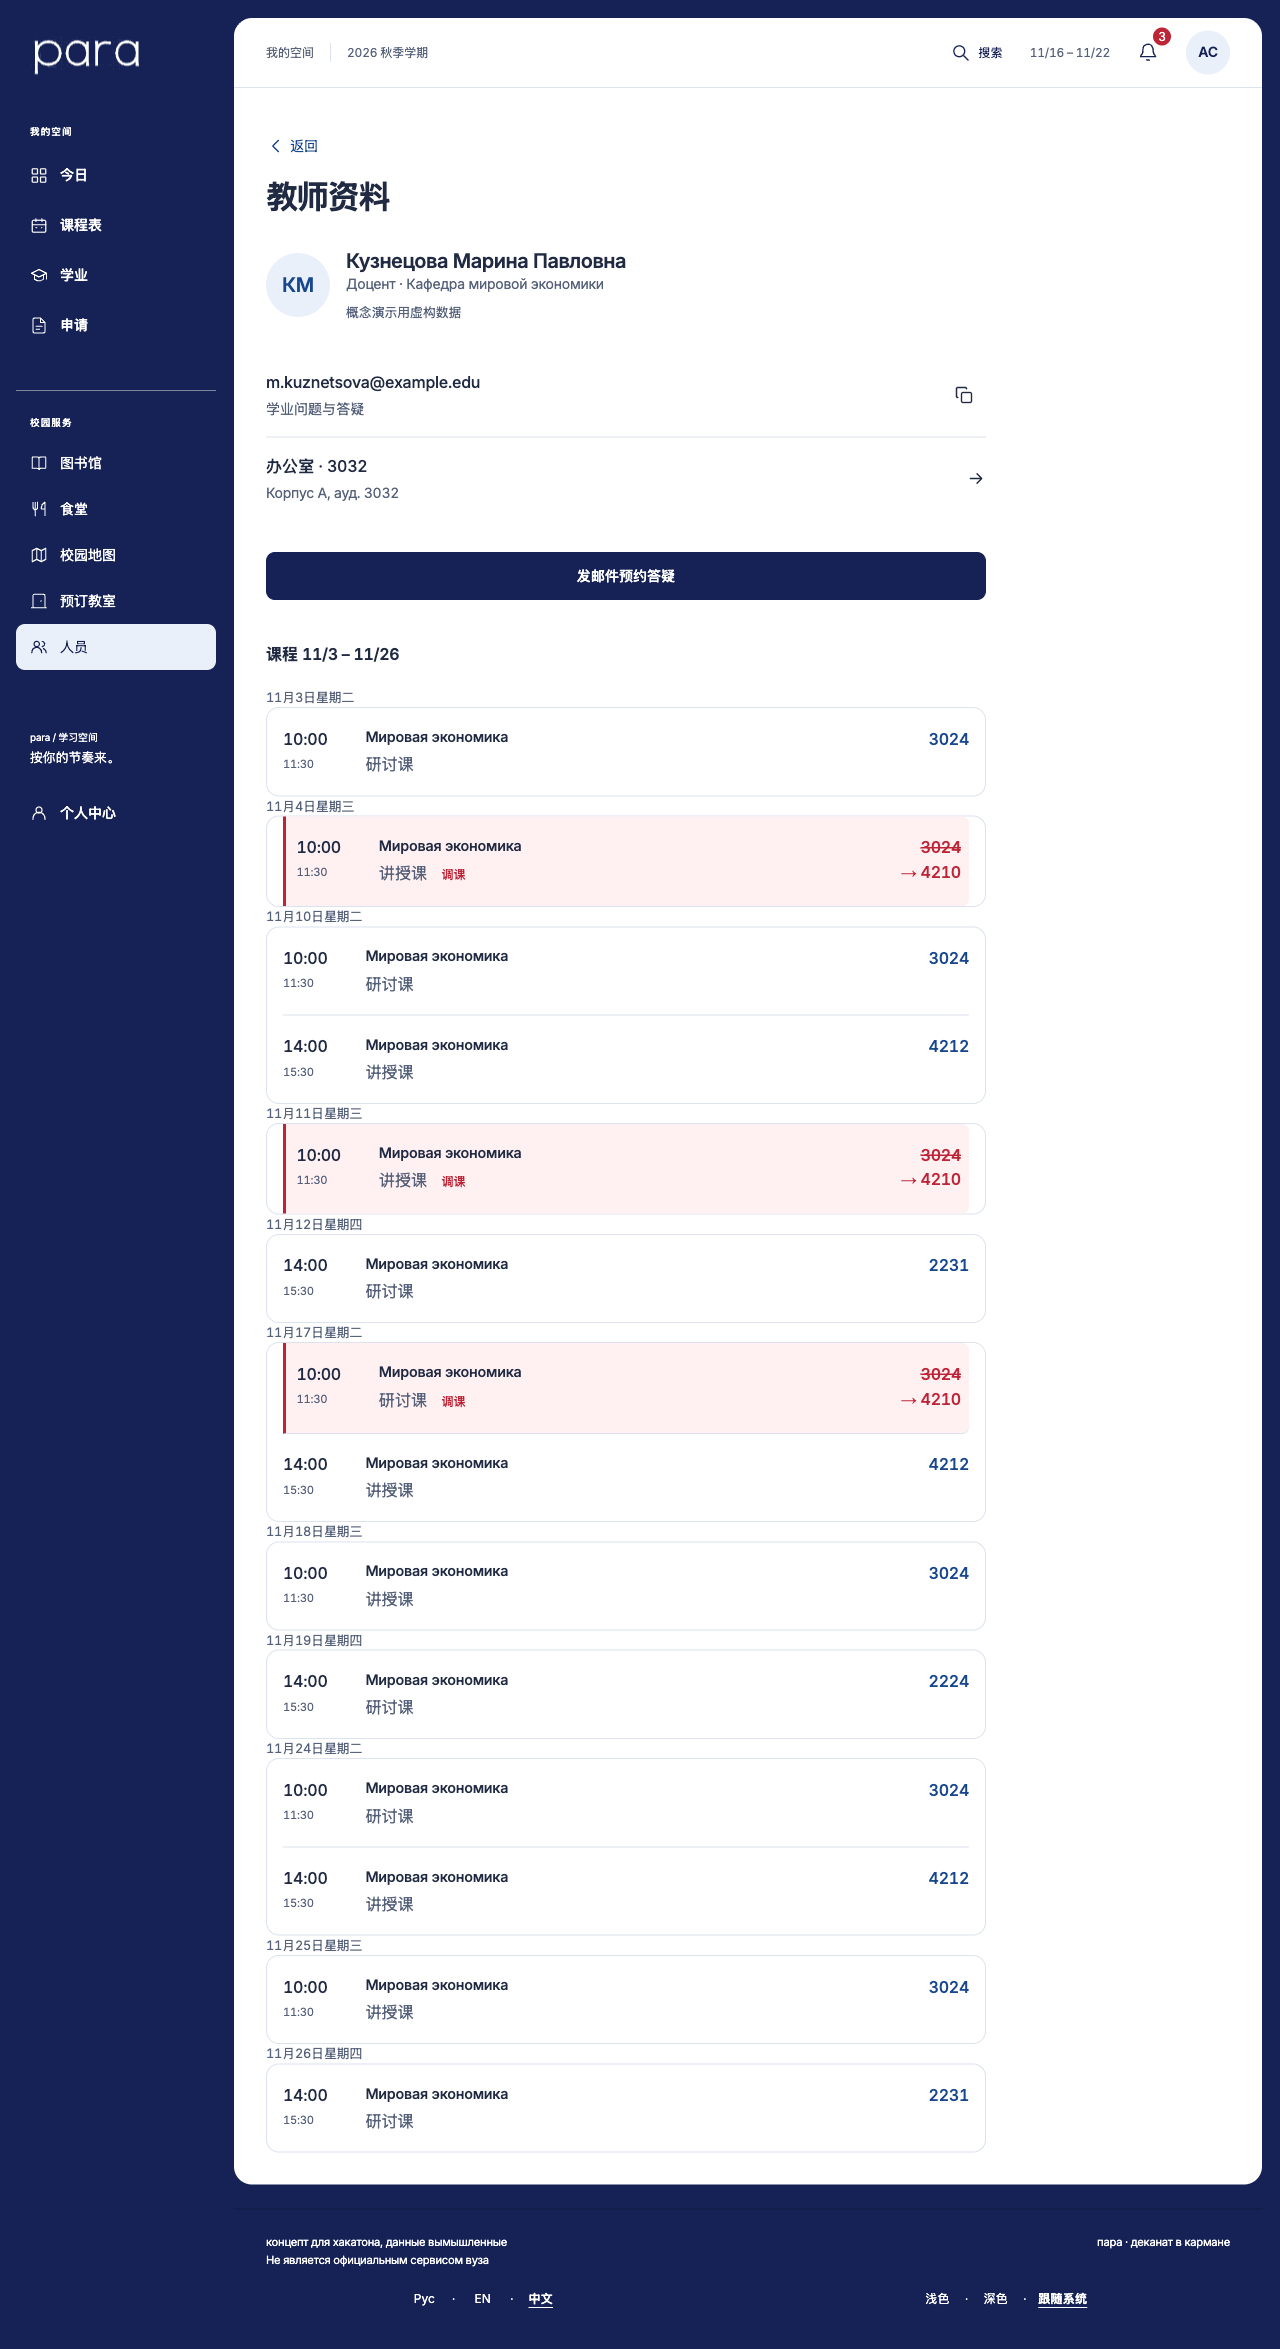 para
我的空间
今日
课程表
学业
申请
校园服务
图书馆
食堂
校园地图
预订教室
人员
para / 学习空间
按你的节奏来。
个人中心
我的空间
2026 秋季学期
搜索
11/16 – 11/22
3
AC
返回
教师资料
КМ
Кузнецова Марина Павловна
Доцент · Кафедра мировой экономики
概念演示用虚构数据
m.kuznetsova@example.edu
学业问题与答疑
办公室 · 3032
Корпус А, ауд. 3032
发邮件预约答疑
课程 11/3 – 11/26
11月3日星期二
10:00 Мировая экономика 3024
11:30 研讨课
11月4日星期三
10:00 Мировая экономика 3024
11:30 讲授课 调课 → 4210
11月10日星期二
10:00 Мировая экономика 3024
11:30 研讨课
14:00 Мировая экономика 4212
15:30 讲授课
11月11日星期三
10:00 Мировая экономика 3024
11:30 讲授课 调课 → 4210
11月12日星期四
14:00 Мировая экономика 2231
15:30 研讨课
11月17日星期二
10:00 Мировая экономика 3024
11:30 研讨课 调课 → 4210
14:00 Мировая экономика 4212
15:30 讲授课
11月18日星期三
10:00 Мировая экономика 3024
11:30 讲授课
11月19日星期四
14:00 Мировая экономика 2224
15:30 研讨课
11月24日星期二
10:00 Мировая экономика 3024
11:30 研讨课
14:00 Мировая экономика 4212
15:30 讲授课
11月25日星期三
10:00 Мировая экономика 3024
11:30 讲授课
11月26日星期四
14:00 Мировая экономика 2231
15:30 研讨课
концепт для хакатона, данные вымышленные
Не является официальным сервисом вуза
пара · деканат в кармане
Рус · EN · 中文
浅色 · 深色 · 跟随系统